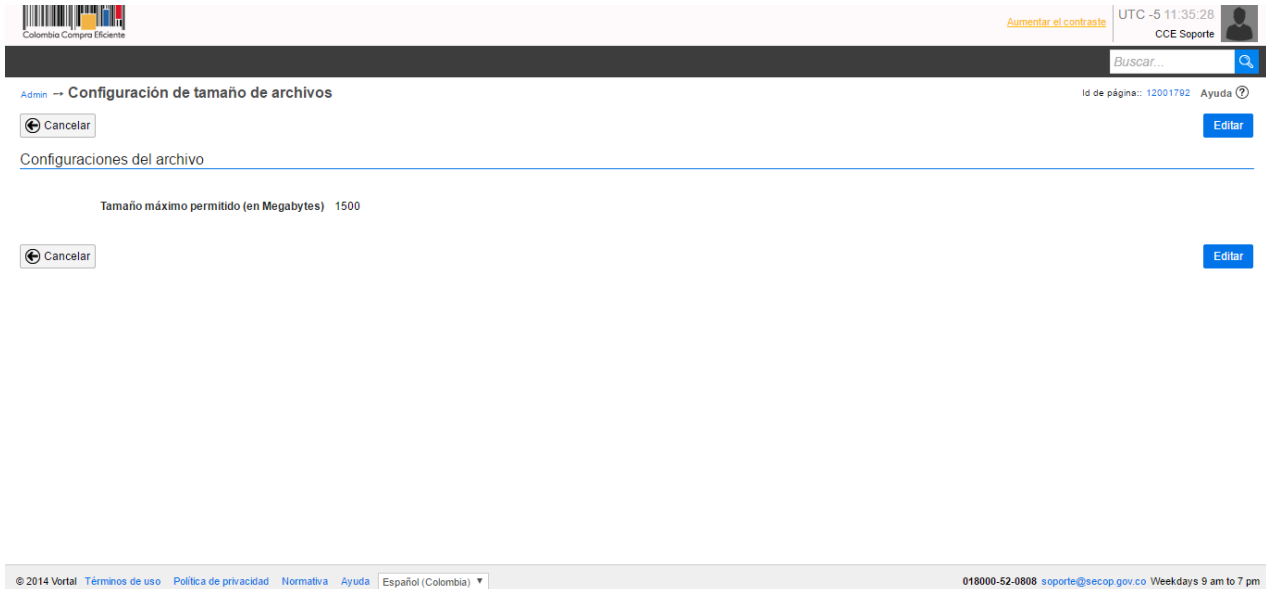 Colombia Compra Eficiente
Aumentar el contraste
UTC -5 11:35:28
CCE Soporte
Buscar...
Admin → Configuración de tamaño de archivos
Id de página:: 12001792 Ayuda ?
Cancelar
Editar
Configuraciones del archivo
Tamaño máximo permitido (en Megabytes) 1500
Cancelar
Editar
© 2014 Vortal Términos de uso Política de privacidad Normativa Ayuda Español (Colombia) ▼
018000-52-0808 soporte@secop.gov.co Weekdays 9 am to 7 pm